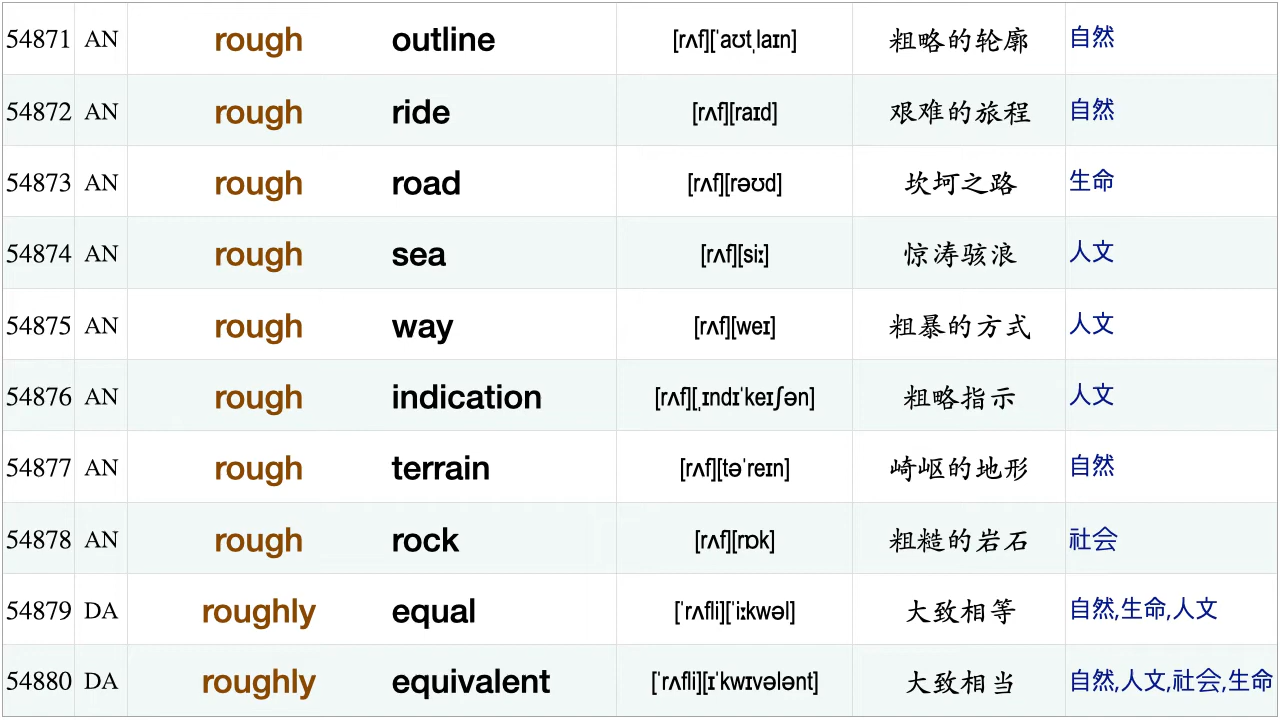 54871 AN rough outline [rʌf][ˈaʊtˌlaɪn] 粗略的轮廓 自然
54872 AN rough ride [rʌf][raɪd] 艰难的旅程 自然
54873 AN rough road [rʌf][rəʊd] 坎坷之路 生命
54874 AN rough sea [rʌf][siː] 惊涛骇浪 人文
54875 AN rough way [rʌf][weɪ] 粗暴的方式 人文
54876 AN rough indication [rʌf][ˌɪndɪˈkeɪʃən] 粗略指示 人文
54877 AN rough terrain [rʌf][təˈreɪn] 崎岖的地形 自然
54878 AN rough rock [rʌf][rɒk] 粗糙的岩石 社会
54879 DA roughly equal [ˈrʌfli][ˈiːkwəl] 大致相等 自然,生命,人文
54880 DA roughly equivalent [ˈrʌfli][ɪˈkwɪvələnt] 大致相当 自然,人文,社会,生命